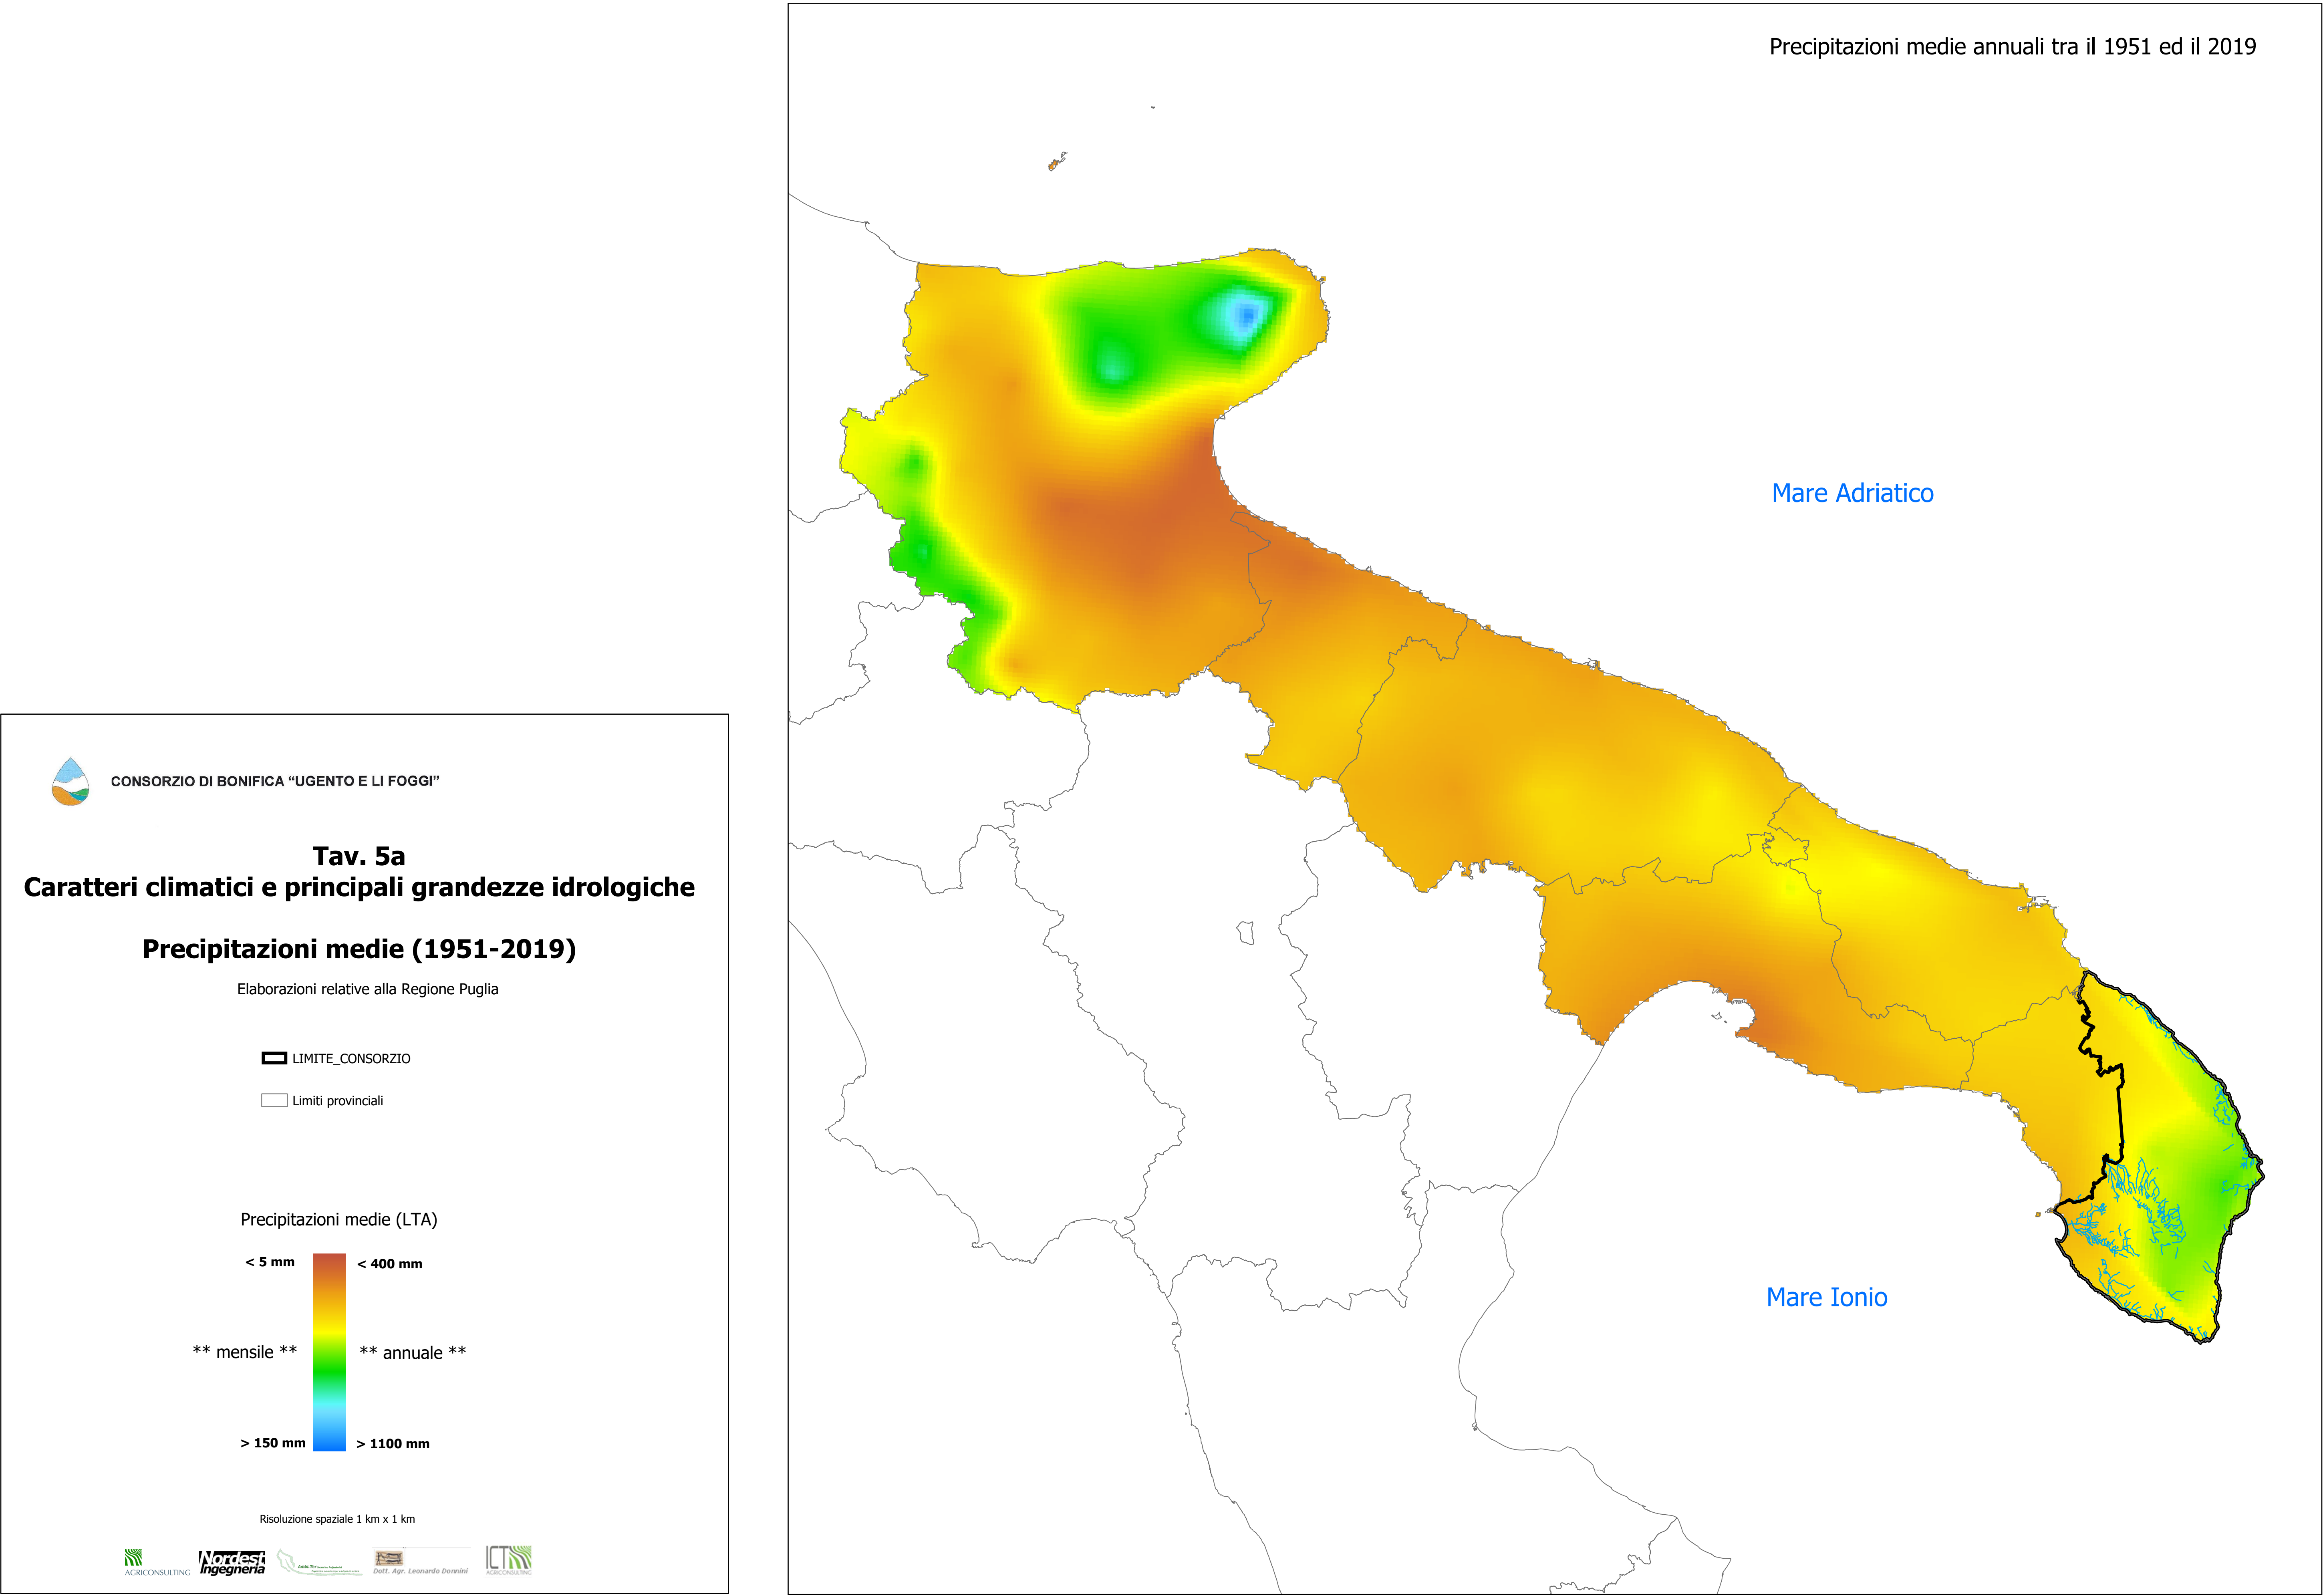 Precipitazioni medie annuali tra il 1951 ed il 2019
Mare Adriatico
Mare Ionio
CONSORZIO DI BONIFICA “UGENTO E LI FOGGI”
Tav. 5a
Caratteri climatici e principali grandezze idrologiche
Precipitazioni medie (1951-2019)
Elaborazioni relative alla Regione Puglia
LIMITE_CONSORZIO
Limiti provinciali
Precipitazioni medie (LTA)
< 5 mm < 400 mm
** mensile ** ** annuale **
> 150 mm > 1100 mm
Risoluzione spaziale 1 km x 1 km
AGRICONSULTING
Nordest
Ingegneria
Dott. Agr. Leonardo Donnini
ICT
AGRICONSULTING